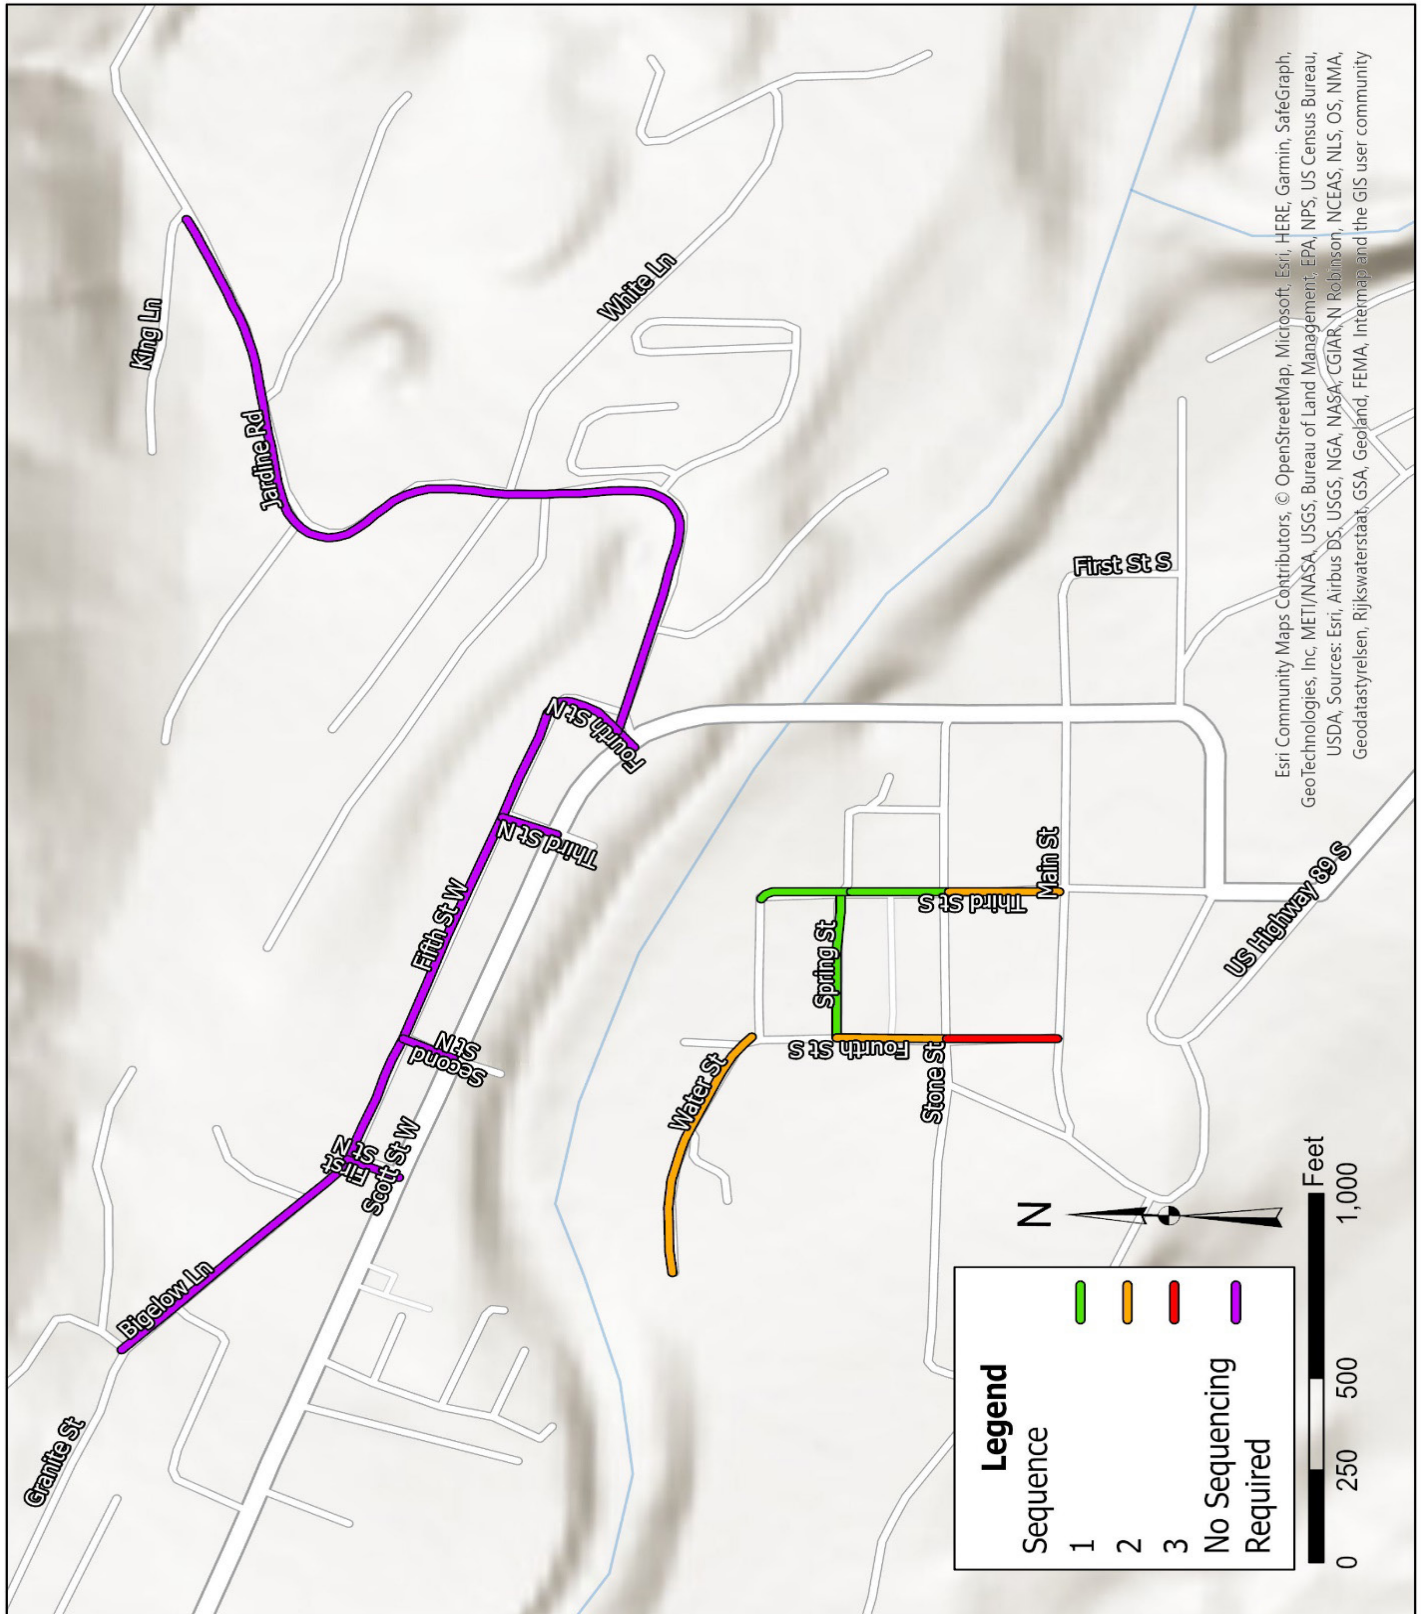 King Ln
Jardine Rd
White Ln
Granite St
Bigelow Ln
First
St N
Scott St W
Second
St N
Fifth St W
Third St N
Fourth St N
Water St
Spring St
Fourth St S
Third St S
Stone St
Main St
First St S
US Highway 89 S
N
Legend
Sequence
1
2
3
No Sequencing
Required
0 250 500 1,000
Feet
Esri Community Maps Contributors, © OpenStreetMap, Microsoft, Esri, HERE, Garmin, SafeGraph,
GeoTechnologies, Inc, METI/NASA, USGS, Bureau of Land Management, EPA, NPS, US Census Bureau,
USDA, Sources: Esri, Airbus DS, USGS, NGA, NASA, CGIAR, N Robinson, NCEAS, NLS, OS, NMA,
Geodatastyrelsen, Rijkswaterstaat, GSA, Geoland, FEMA, Intermap and the GIS user community